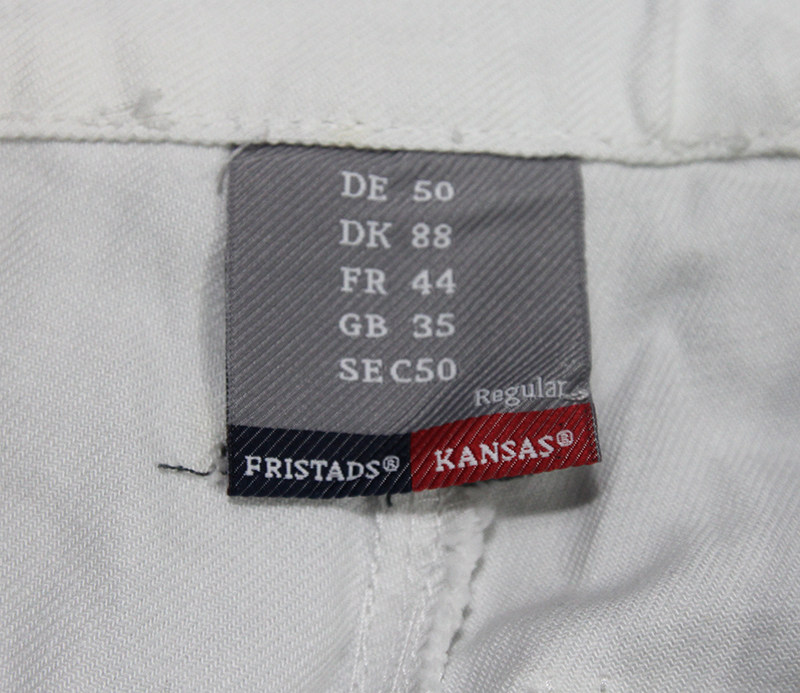 DE 50
DK 88
FR 44
GB 35
SE C50
Regular
FRISTADS® KANSAS®